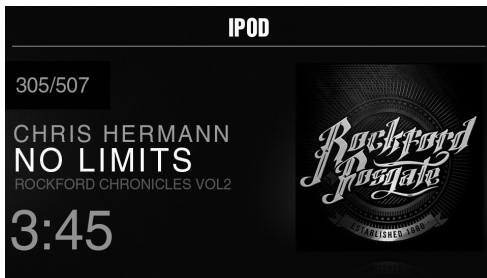 IPOD
305/507
CHRIS HERMANN
NO LIMITS
ROCKFORD CHRONICLES VOL2
3:45
Rockford
Fosgate
ESTABLISHED 1980